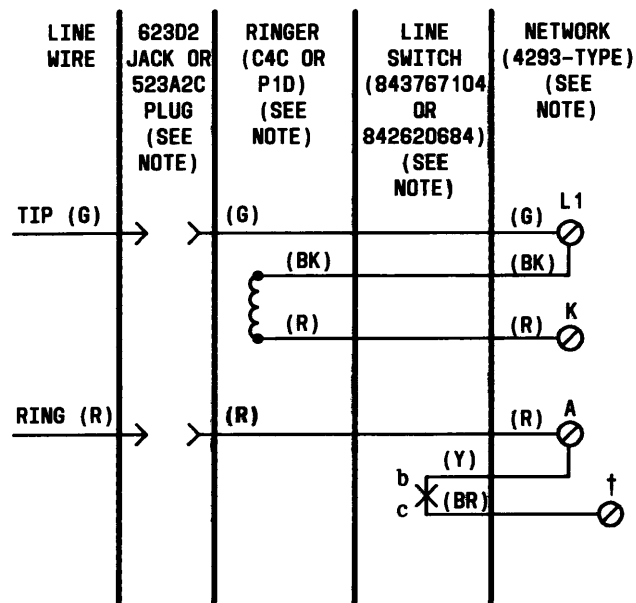 LINE WIRE
623D2 JACK OR 523A2C PLUG (SEE NOTE)
RINGER (C4C OR P1D) (SEE NOTE)
LINE SWITCH (843767104 OR 842620684) (SEE NOTE)
NETWORK (4293-TYPE) (SEE NOTE)
L1
TIP (G) (G) (G)
(BK) (BK)
K
(R) (R)
A
RING (R) (R) (R)
(Y)
b
†
c (BR)